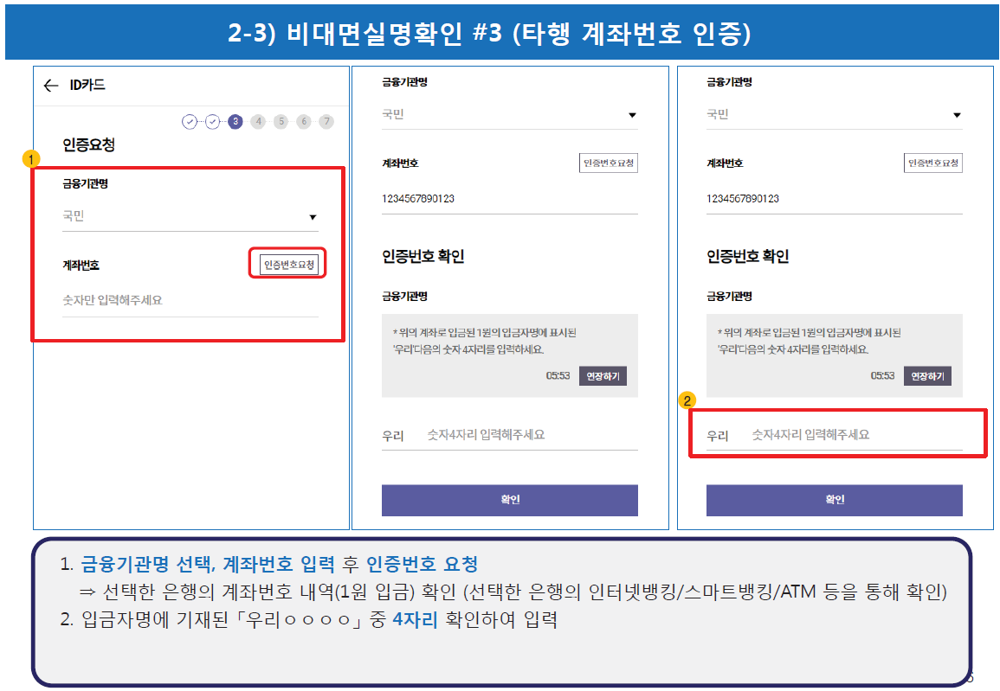 2-3) 비대면실명확인 #3 (타행 계좌번호 인증)
← ID카드
3 4 5 6 7
인증요청
1
금융기관명
국민
계좌번호
인증번호요청
숫자만 입력해주세요
금융기관명
국민
계좌번호
인증번호요청
1234567890123
인증번호 확인
금융기관명
* 위의 계좌로 입금된 1원의 입금자명에 표시된
'우리'다음의 숫자 4자리를 입력하세요.
05:53 연장하기
우리 숫자4자리 입력해주세요
확인
금융기관명
국민
계좌번호
인증번호요청
1234567890123
인증번호 확인
금융기관명
* 위의 계좌로 입금된 1원의 입금자명에 표시된
'우리'다음의 숫자 4자리를 입력하세요.
05:53 연장하기
2
우리 숫자4자리 입력해주세요
확인
1. 금융기관명 선택, 계좌번호 입력 후 인증번호 요청
⇒ 선택한 은행의 계좌번호 내역(1원 입금) 확인 (선택한 은행의 인터넷뱅킹/스마트뱅킹/ATM 등을 통해 확인)
2. 입금자명에 기재된 「우리ㅇㅇㅇㅇ」 중 4자리 확인하여 입력